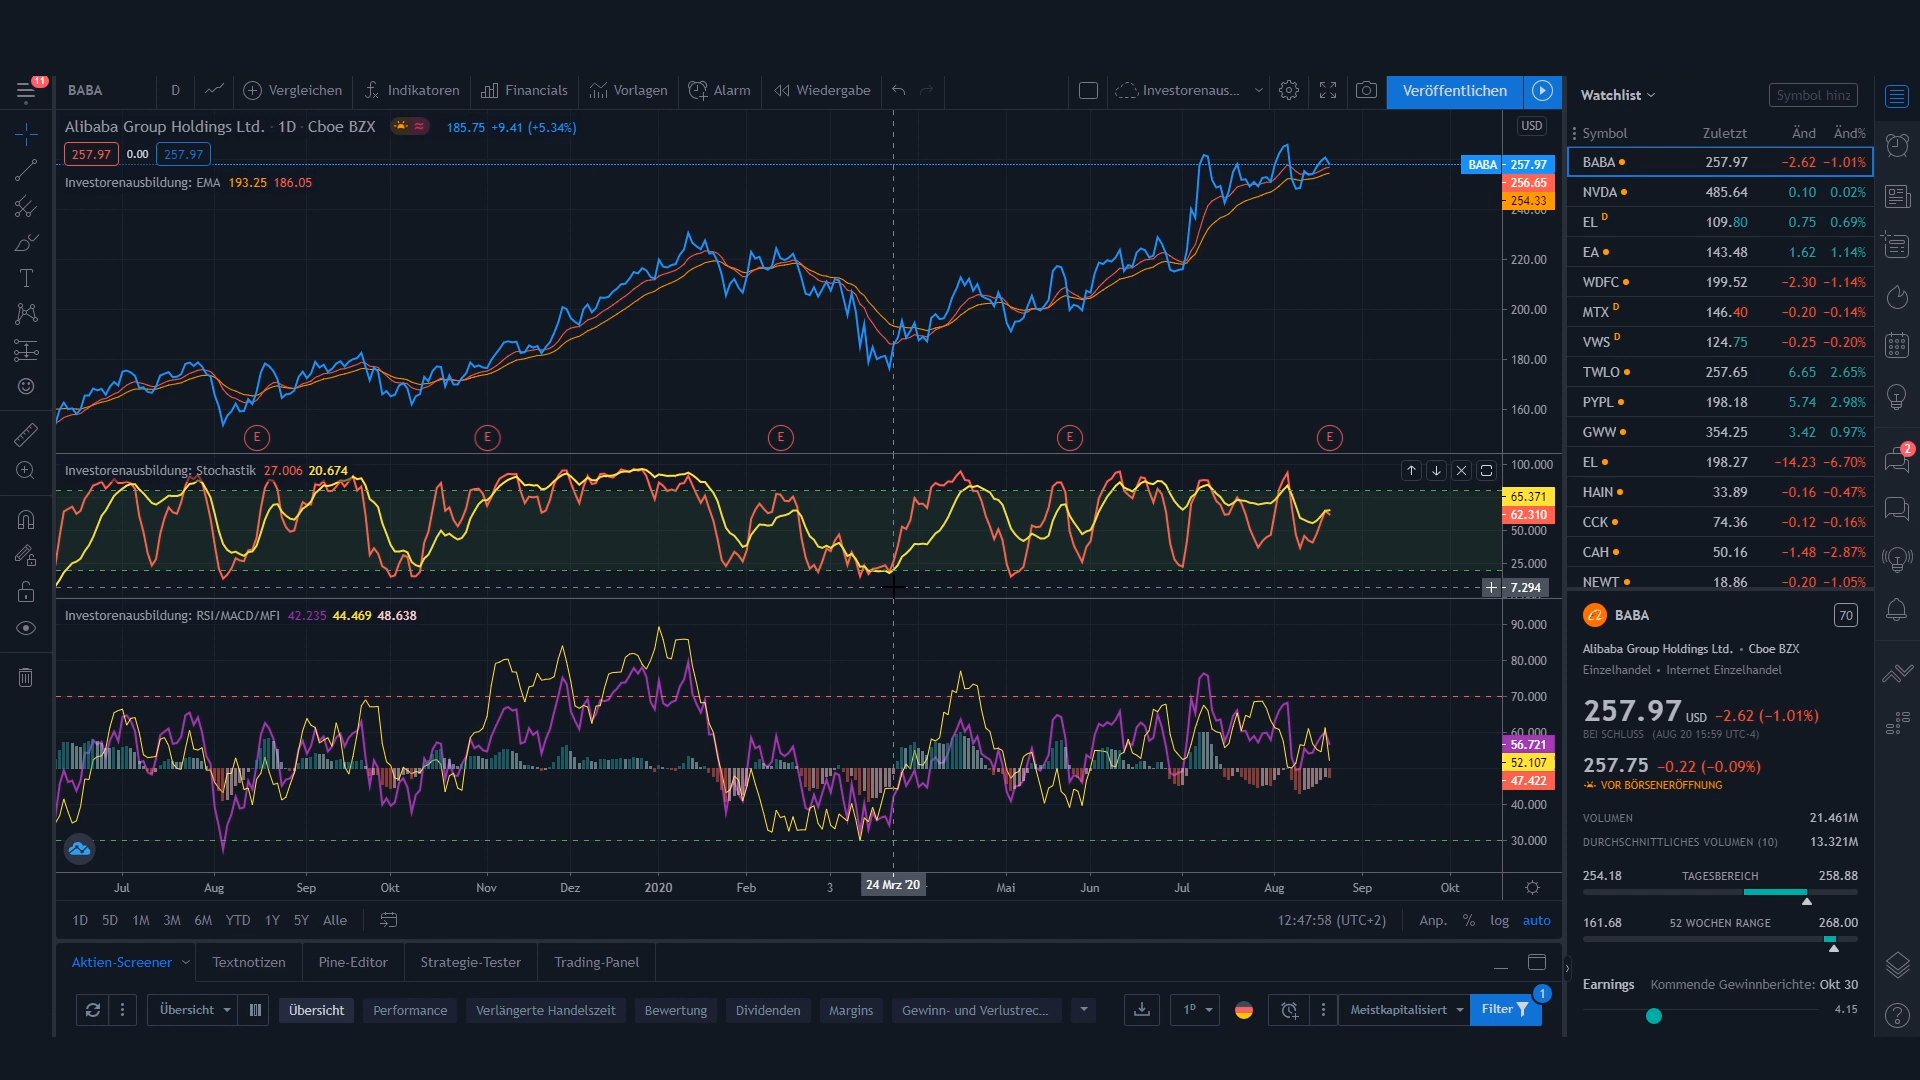 11
BABA D Vergleichen Indikatoren Financials Vorlagen Alarm Wiedergabe Investorenaus... Veröffentlichen
Alibaba Group Holdings Ltd. · 1D · Cboe BZX 185.75 +9.41 (+5.34%)
257.97 0.00 257.97
Investorenausbildung: EMA 193.25 186.05
USD
BABA 257.97
256.65
254.33
240.00
220.00
200.00
180.00
160.00
E E E E E
Investorenausbildung: Stochastik 27.006 20.674
100.000
65.371
62.310
50.000
25.000
7.294
Investorenausbildung: RSI/MACD/MFI 42.235 44.469 48.638
90.000
80.000
70.000
60.000
56.721
52.107
47.422
40.000
30.000
Jul Aug Sep Okt Nov Dez 2020 Feb 3 24 Mrz '20 Mai Jun Jul Aug Sep Okt
1D 5D 1M 3M 6M YTD 1Y 5Y Alle 12:47:58 (UTC+2) Anp. % log auto
Aktien-Screener Textnotizen Pine-Editor Strategie-Tester Trading-Panel
Übersicht Übersicht Performance Verlängerte Handelszeit Bewertung Dividenden Margins Gewinn- und Verlustrec... 1D Meistkapitalisiert Filter 1
Watchlist Symbol hinz
Symbol Zuletzt Änd Änd%
BABA 257.97 −2.62 −1.01%
NVDA 485.64 0.10 0.02%
EL D 109.80 0.75 0.69%
EA 143.48 1.62 1.14%
WDFC 199.52 −2.30 −1.14%
MTX D 146.40 −0.20 −0.14%
VWS D 124.75 −0.25 −0.20%
TWLO 257.65 6.65 2.65%
PYPL 198.18 5.74 2.98%
GWW 354.25 3.42 0.97%
EL 198.27 −14.23 −6.70%
HAIN 33.89 −0.16 −0.47%
CCK 74.36 −0.12 −0.16%
CAH 50.16 −1.48 −2.87%
NEWT 18.86 −0.20 −1.05%
BABA 70
Alibaba Group Holdings Ltd. • Cboe BZX
Einzelhandel • Internet Einzelhandel
257.97 USD −2.62 (−1.01%)
BEI SCHLUSS (AUG 20 15:59 UTC-4)
257.75 −0.22 (−0.09%)
VOR BÖRSENERÖFFNUNG
VOLUMEN 21.461M
DURCHSCHNITTLICHES VOLUMEN (10) 13.321M
254.18 TAGESBEREICH 258.88
161.68 52 WOCHEN RANGE 268.00
Earnings Kommende Gewinnberichte: Okt 30
4.15
2